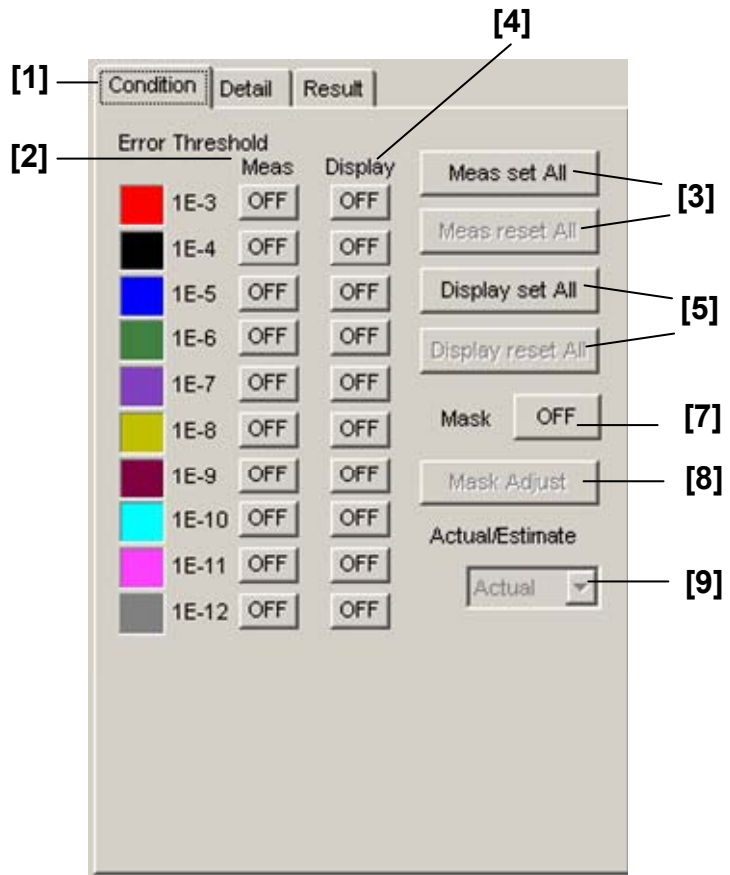 [4]
[1] Condition Detail Result
Error Threshold
[2] Meas Display
Meas set All
[3]
1E-3 OFF OFF
Meas reset All
1E-4 OFF OFF
Display set All
1E-5 OFF OFF
[5]
1E-6 OFF OFF
Display reset All
1E-7 OFF OFF
Mask OFF [7]
1E-8 OFF OFF
Mask Adjust [8]
1E-9 OFF OFF
1E-10 OFF OFF
Actual/Estimate
1E-11 OFF OFF
Actual [9]
1E-12 OFF OFF